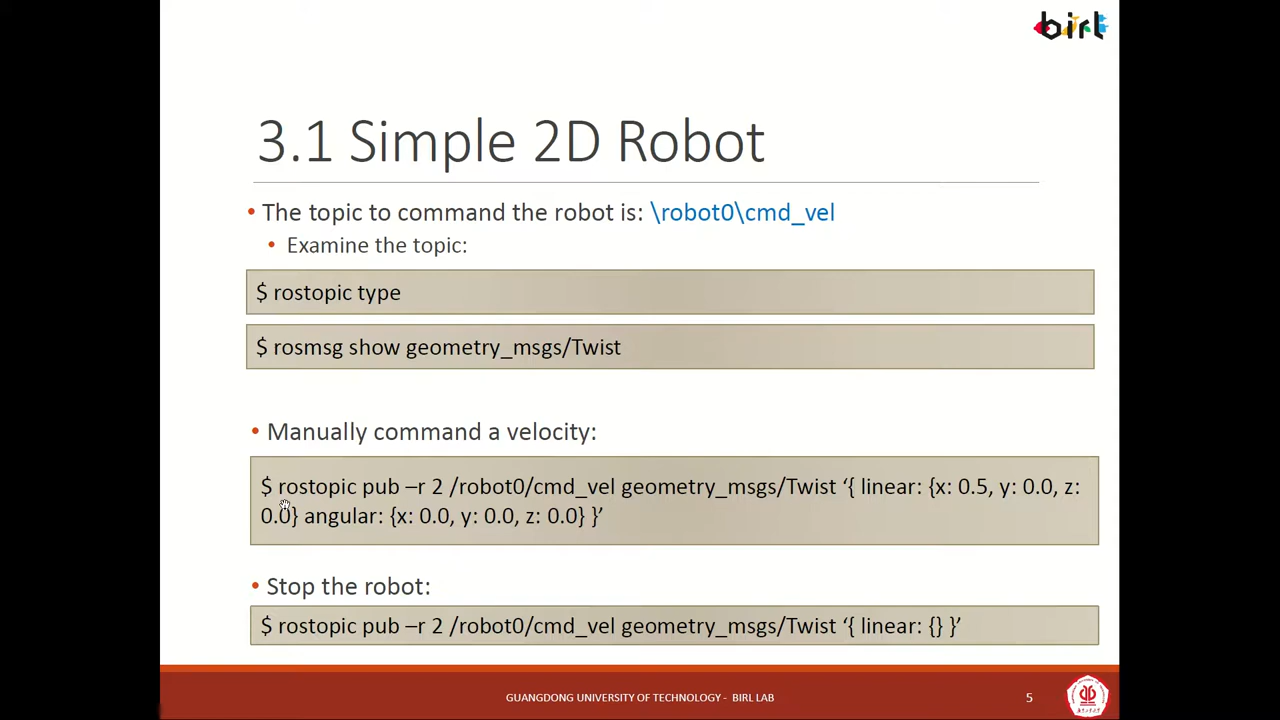 birl
3.1 Simple 2D Robot
• The topic to command the robot is: \robot0\cmd_vel
• Examine the topic:
$ rostopic type
$ rosmsg show geometry_msgs/Twist
• Manually command a velocity:
$ rostopic pub –r 2 /robot0/cmd_vel geometry_msgs/Twist ‘{ linear: {x: 0.5, y: 0.0, z:
0.0} angular: {x: 0.0, y: 0.0, z: 0.0} }’
• Stop the robot:
$ rostopic pub –r 2 /robot0/cmd_vel geometry_msgs/Twist ‘{ linear: {} }’
GUANGDONG UNIVERSITY OF TECHNOLOGY - BIRL LAB
5